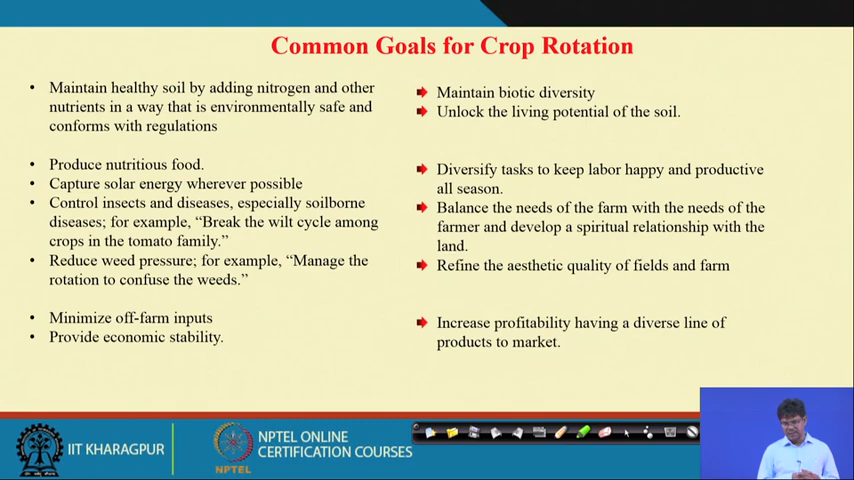 Common Goals for Crop Rotation
• Maintain healthy soil by adding nitrogen and other
nutrients in a way that is environmentally safe and
conforms with regulations
• Produce nutritious food.
• Capture solar energy wherever possible
• Control insects and diseases, especially soilborne
diseases; for example, “Break the wilt cycle among
crops in the tomato family.”
• Reduce weed pressure; for example, “Manage the
rotation to confuse the weeds.”
• Minimize off-farm inputs
• Provide economic stability.
Maintain biotic diversity
Unlock the living potential of the soil.
Diversify tasks to keep labor happy and productive
all season.
Balance the needs of the farm with the needs of the
farmer and develop a spiritual relationship with the
land.
Refine the aesthetic quality of fields and farm
Increase profitability having a diverse line of
products to market.
IIT KHARAGPUR
NPTEL
NPTEL ONLINE
CERTIFICATION COURSES